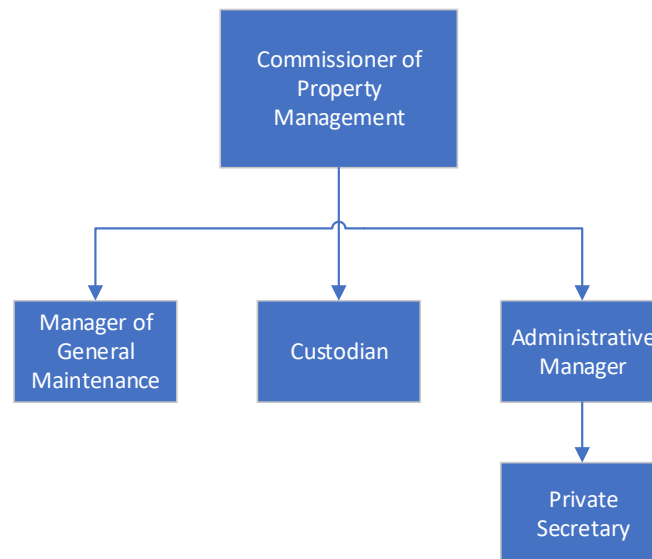 Commissioner of
Property
Management
Manager of
General
Maintenance
Custodian
Administrative
Manager
Private
Secretary